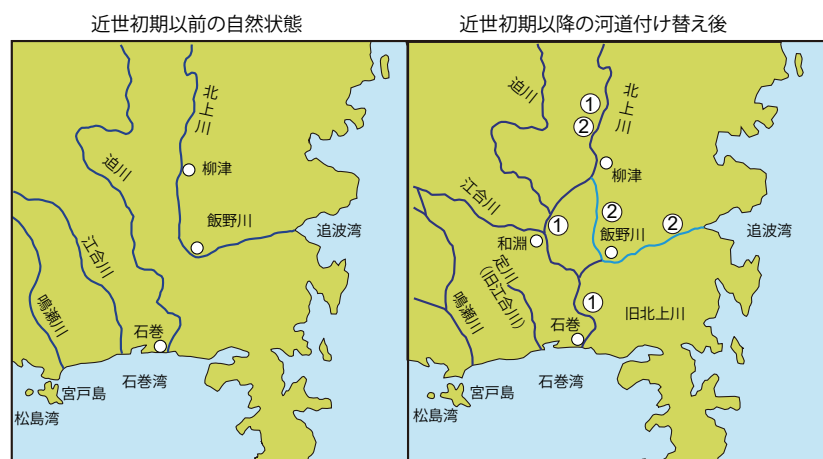 近世初期以前の自然状態
北上川
迫川
柳津
飯野川
追波湾
江合川
鳴瀬川
石巻
石巻湾
宮戸島
松島湾
近世初期以降の河道付け替え後
迫川
北上川
①
②
柳津
江合川
①
②
②
飯野川
追波湾
和淵
定川
(旧江合川)
鳴瀬川
①
石巻
旧北上川
石巻湾
宮戸島
松島湾